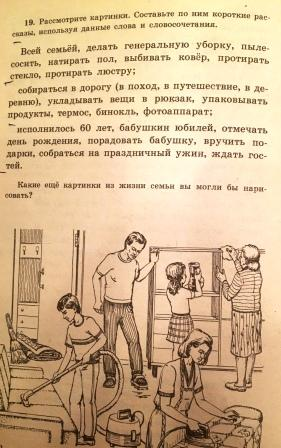 19. Рассмотрите картинки. Составьте по ним короткие рас-
сказы, используя данные слова и словосочетания.
Всей семьёй, делать генеральную уборку, пыле-
сосить, натирать пол, выбивать ковёр, протирать
стекло, протирать люстру;
собираться в дорогу (в поход, в путешествие, в де-
ревню), укладывать вещи в рюкзак, упаковывать
продукты, термос, бинокль, фотоаппарат;
исполнилось 60 лет, бабушкин юбилей, отмечать
день рождения, порадовать бабушку, вручить по-
дарки, собраться на праздничный ужин, ждать гос-
тей.
Какие ещё картинки из жизни семьи вы могли бы нари-
совать?